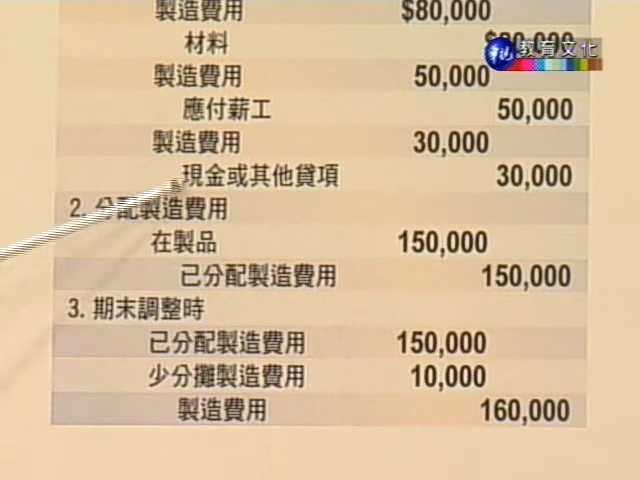 製造費用 $80,000
材料
華視 教育文化
製造費用 50,000
應付薪工 50,000
製造費用 30,000
現金或其他貸項 30,000
2. 分配製造費用
在製品 150,000
已分配製造費用 150,000
3. 期末調整時
已分配製造費用 150,000
少分攤製造費用 10,000
製造費用 160,000